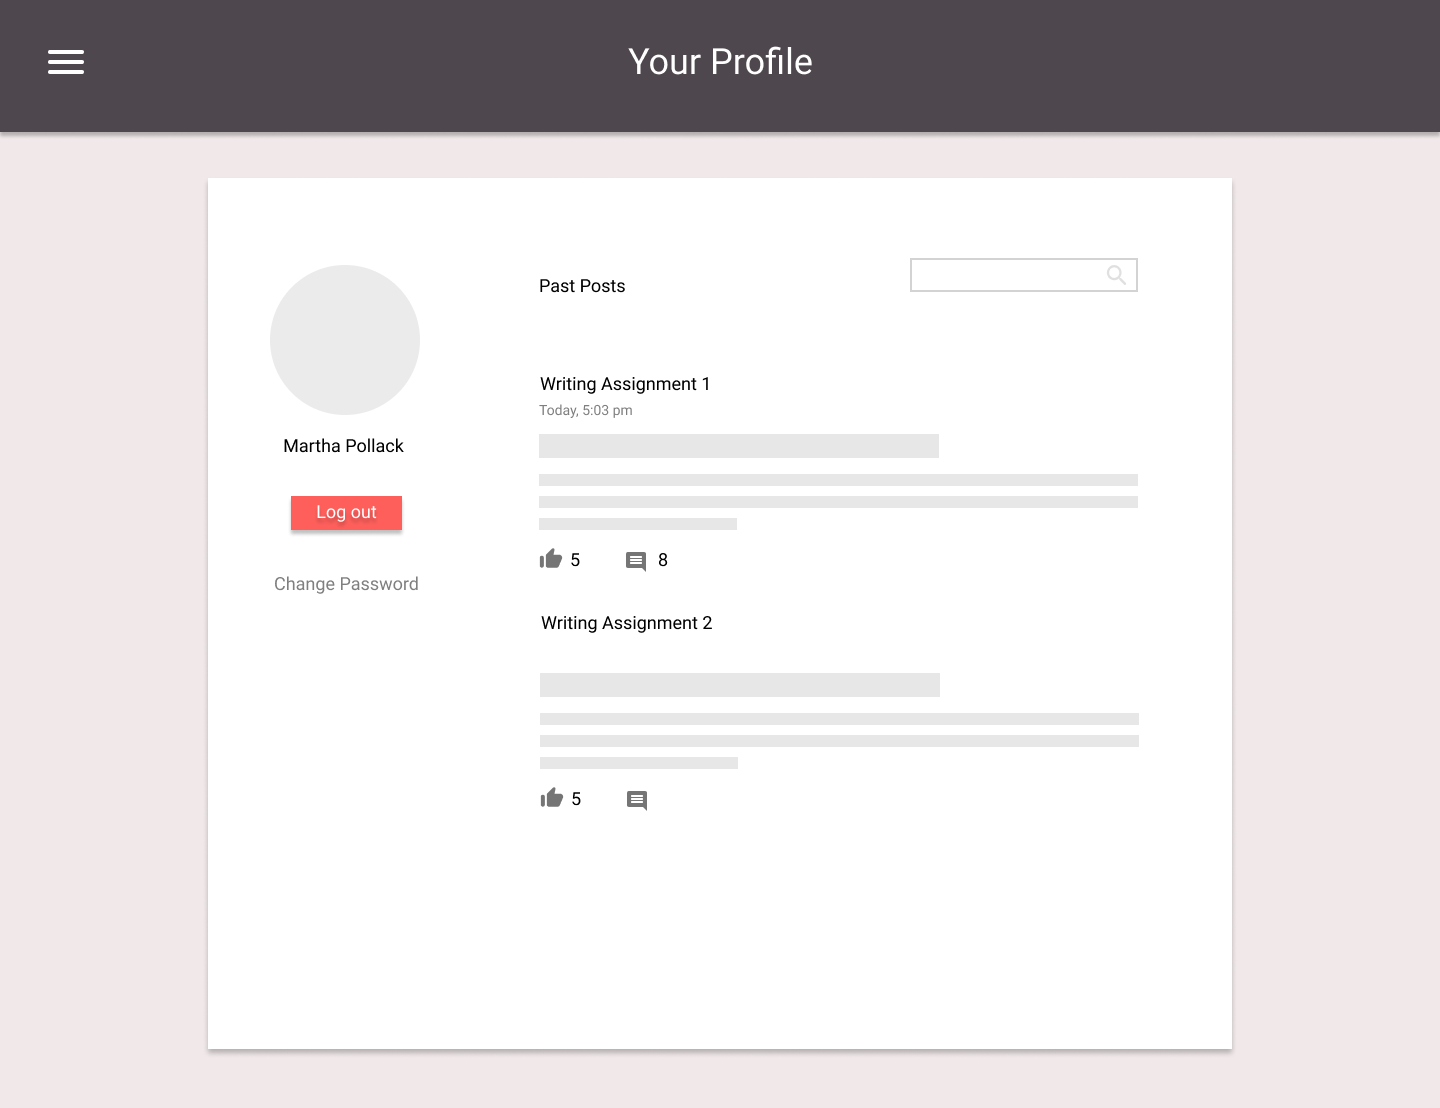 Your Profile
Martha Pollack
Log out
Change Password
Past Posts
Writing Assignment 1
Today, 5:03 pm
5
8
Writing Assignment 2
5